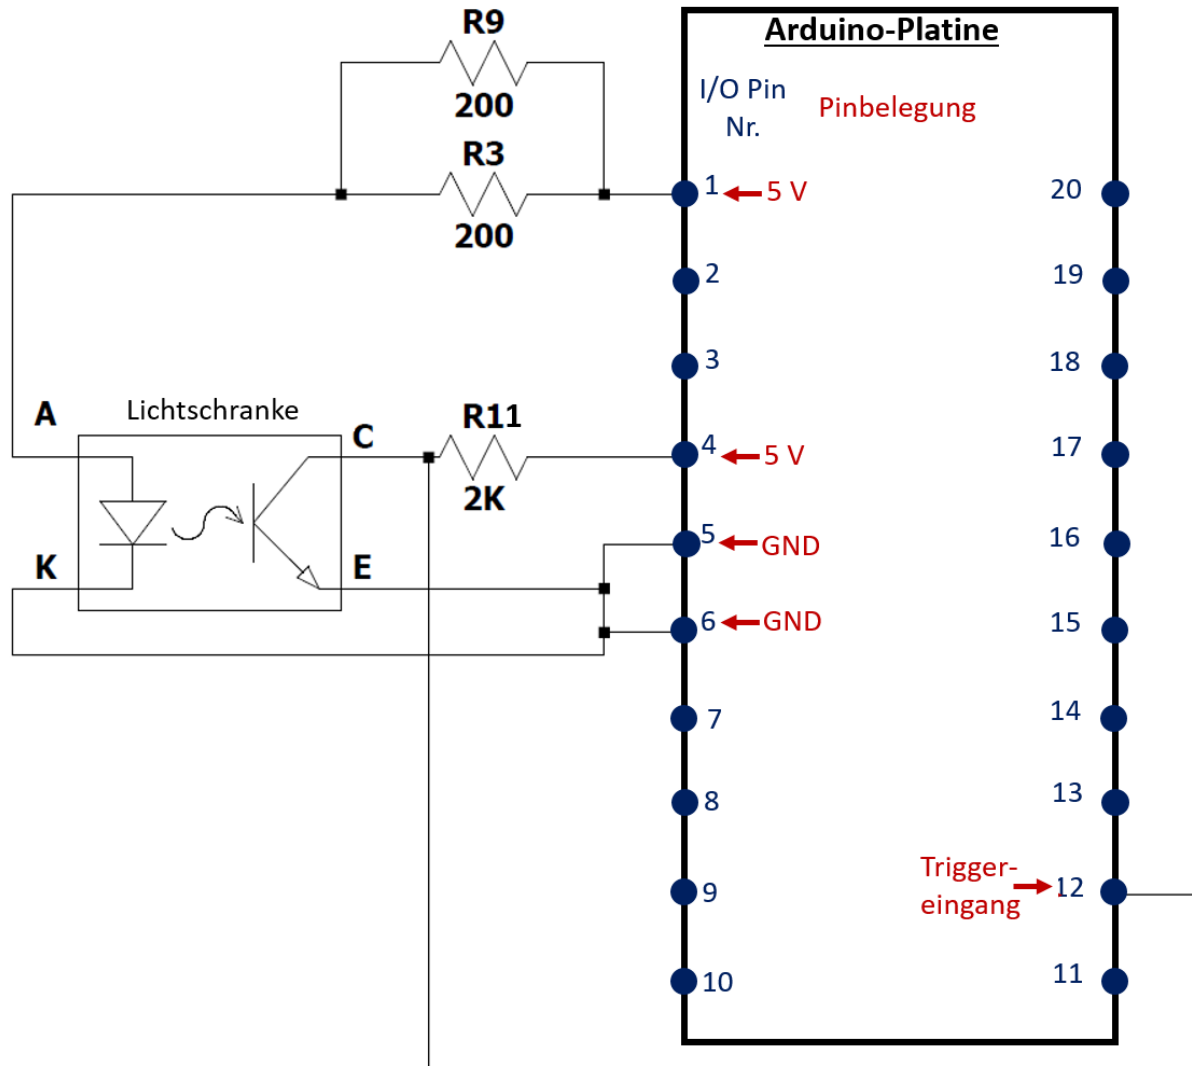 R9
200
R3
200
Arduino-Platine
I/O Pin
Nr.
Pinbelegung
1
5 V
2
3
4
5 V
5
GND
6
GND
7
8
9
10
20
19
18
17
16
15
14
13
Trigger-
eingang
12
11
A
Lichtschranke
C
R11
2K
K
E